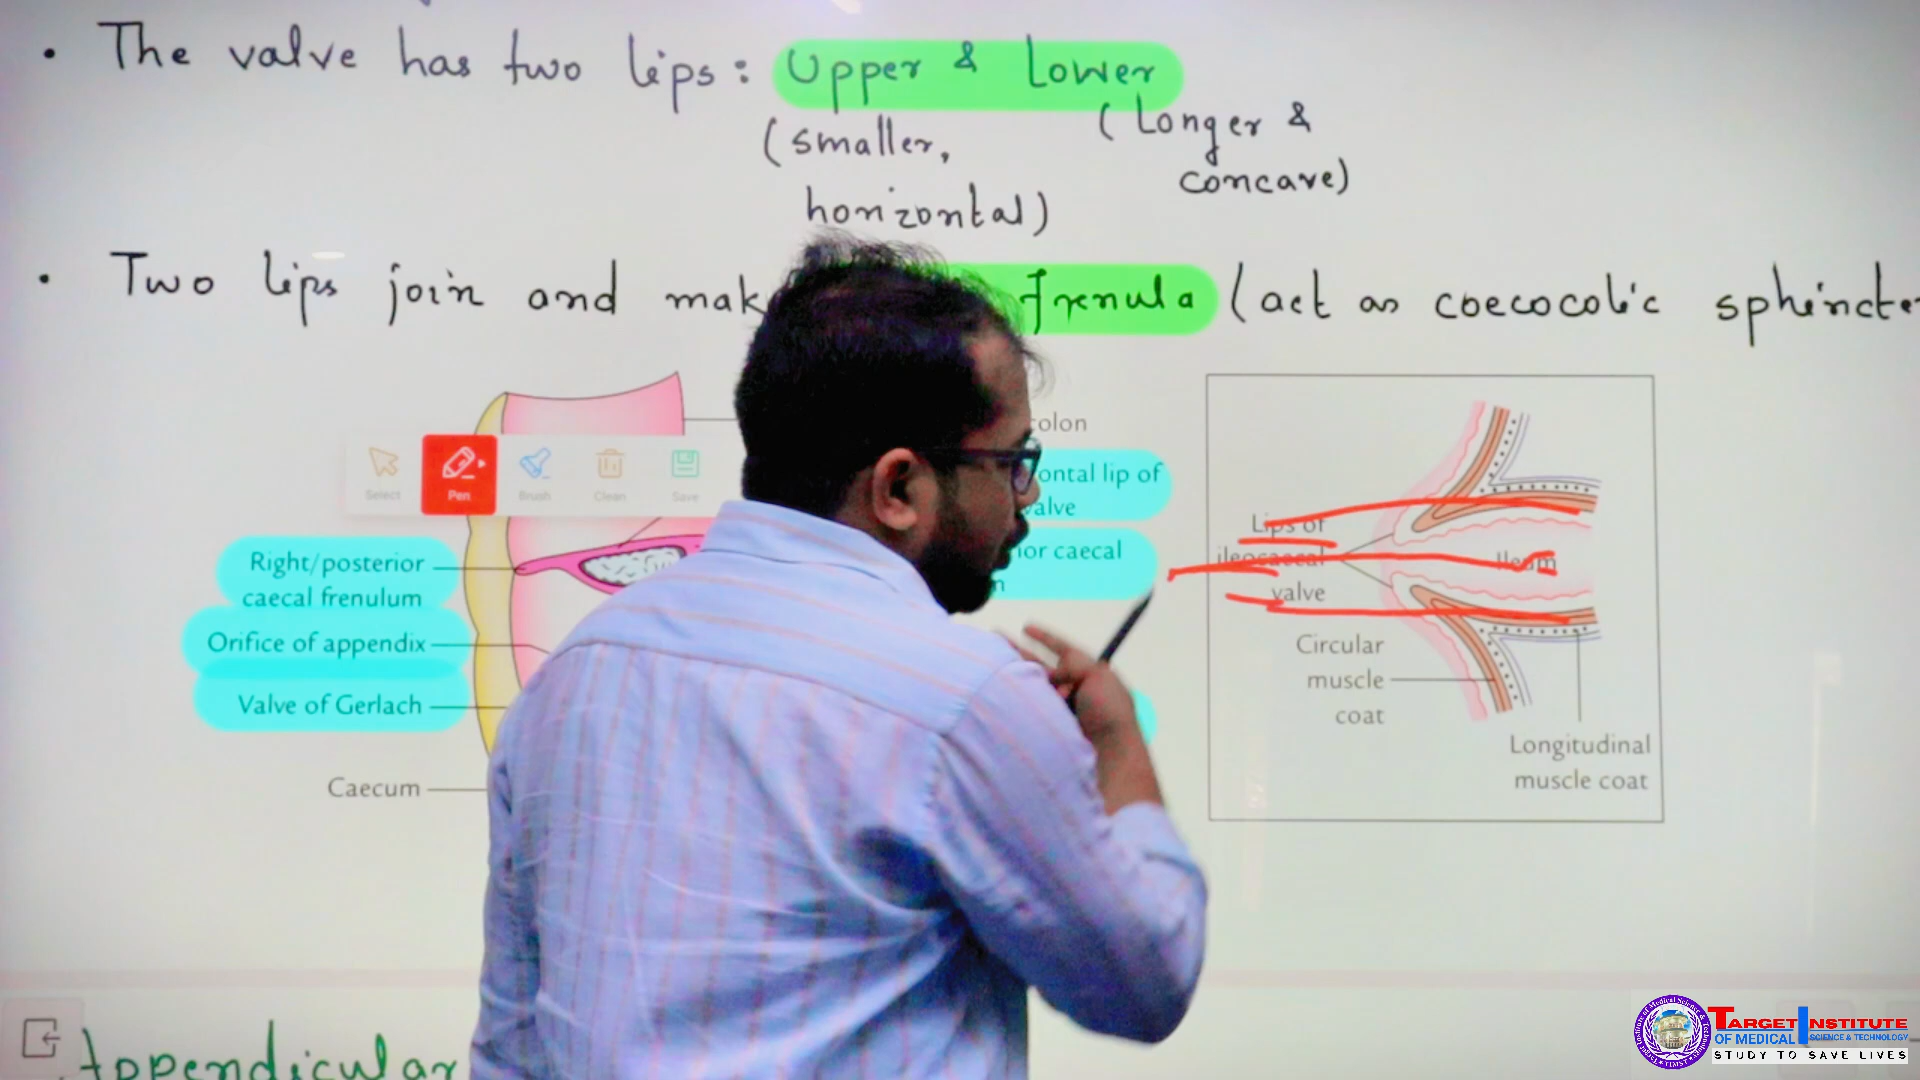 • The valve has two lips: Upper & Lower
(smaller, horizontal)
(Longer & concave)
• Two lips join and mak frenula (act as coecocolic sphincte
colon
ontal lip of
valve
ior caecal
Select
Pen
Brush
Clean
Save
Right/posterior
caecal frenulum
Orifice of appendix
Valve of Gerlach
Caecum
Lips of
ileocaecal
valve
Ileum
Circular
muscle
coat
Longitudinal
muscle coat
Appendicular
TARGET INSTITUTE
OF MEDICAL SCIENCE & TECHNOLOGY
STUDY TO SAVE LIVES